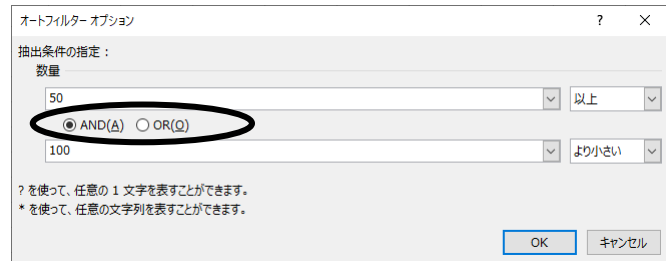 オートフィルター オプション ? ×
抽出条件の指定：
数量
50 以上
AND(A) OR(O)
100 より小さい
? を使って、任意の 1 文字を表すことができます。
* を使って、任意の文字列を表すことができます。
OK キャンセル